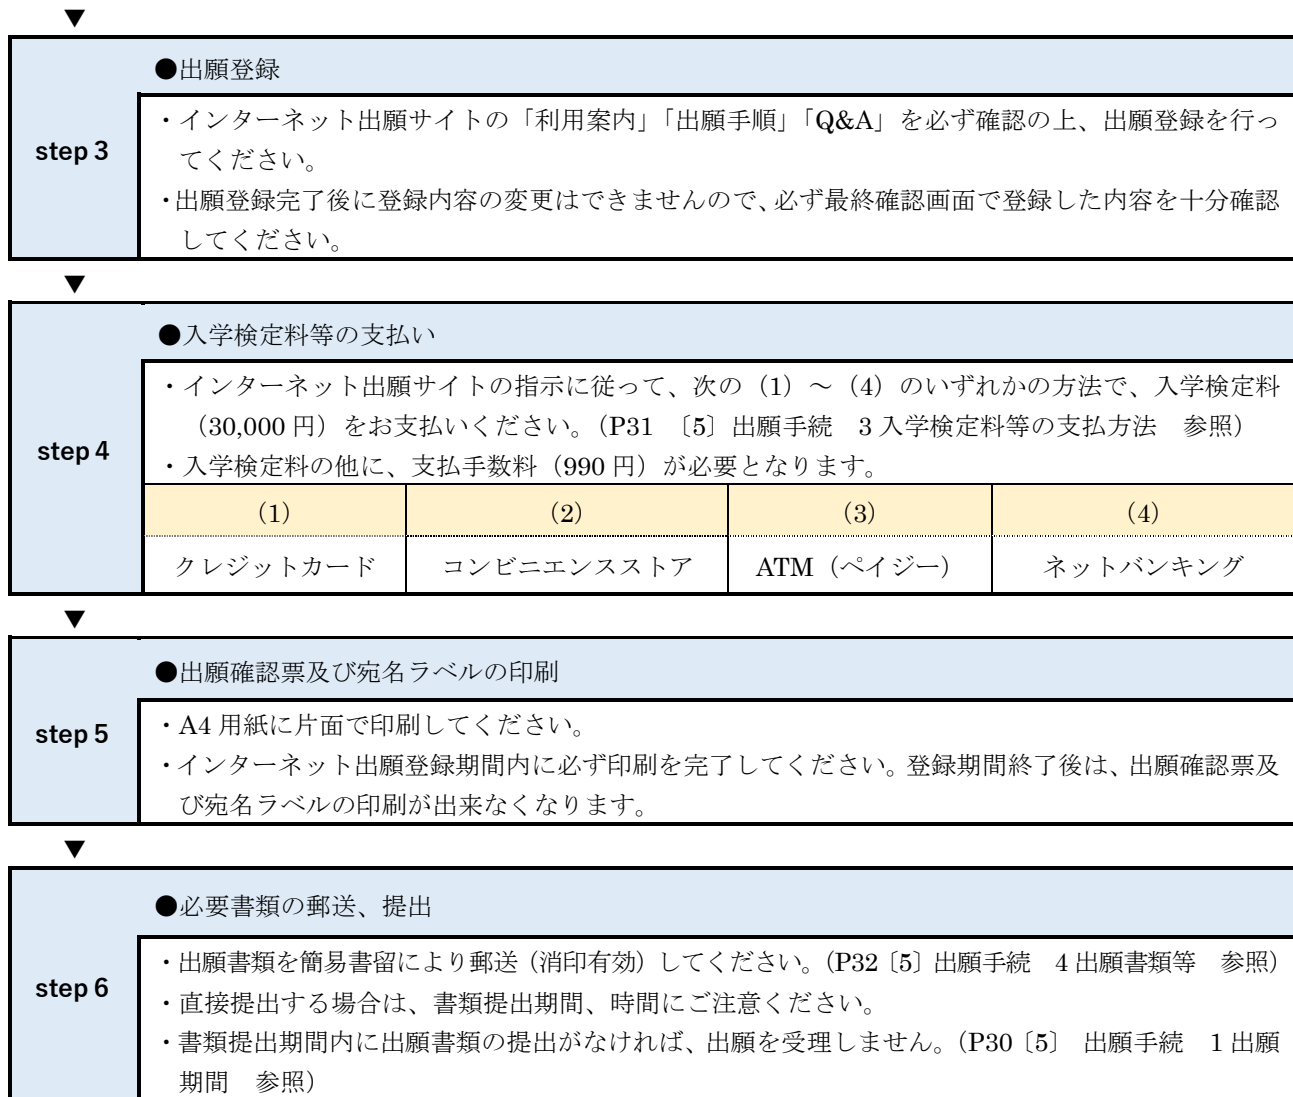 ▼
●出願登録
step 3
・インターネット出願サイトの「利用案内」「出願手順」「Q&A」を必ず確認の上、出願登録を行っ
てください。
・出願登録完了後に登録内容の変更はできませんので、必ず最終確認画面で登録した内容を十分確認
してください。
▼
●入学検定料等の支払い
step 4
・インターネット出願サイトの指示に従って、次の（1）～（4）のいずれかの方法で、入学検定料
（30,000 円）をお支払いください。（P31 〔5〕出願手続　3 入学検定料等の支払方法　参照）
・入学検定料の他に、支払手数料（990 円）が必要となります。
（1）　（2）　（3）　（4）
クレジットカード　コンビニエンスストア　ATM（ペイジー）　ネットバンキング
▼
●出願確認票及び宛名ラベルの印刷
step 5
・A4 用紙に片面で印刷してください。
・インターネット出願登録期間内に必ず印刷を完了してください。登録期間終了後は、出願確認票及
び宛名ラベルの印刷が出来なくなります。
▼
●必要書類の郵送、提出
step 6
・出願書類を簡易書留により郵送（消印有効）してください。（P32〔5〕出願手続　4 出願書類等　参照）
・直接提出する場合は、書類提出期間、時間にご注意ください。
・書類提出期間内に出願書類の提出がなければ、出願を受理しません。（P30〔5〕 出願手続　1 出願
期間　参照）